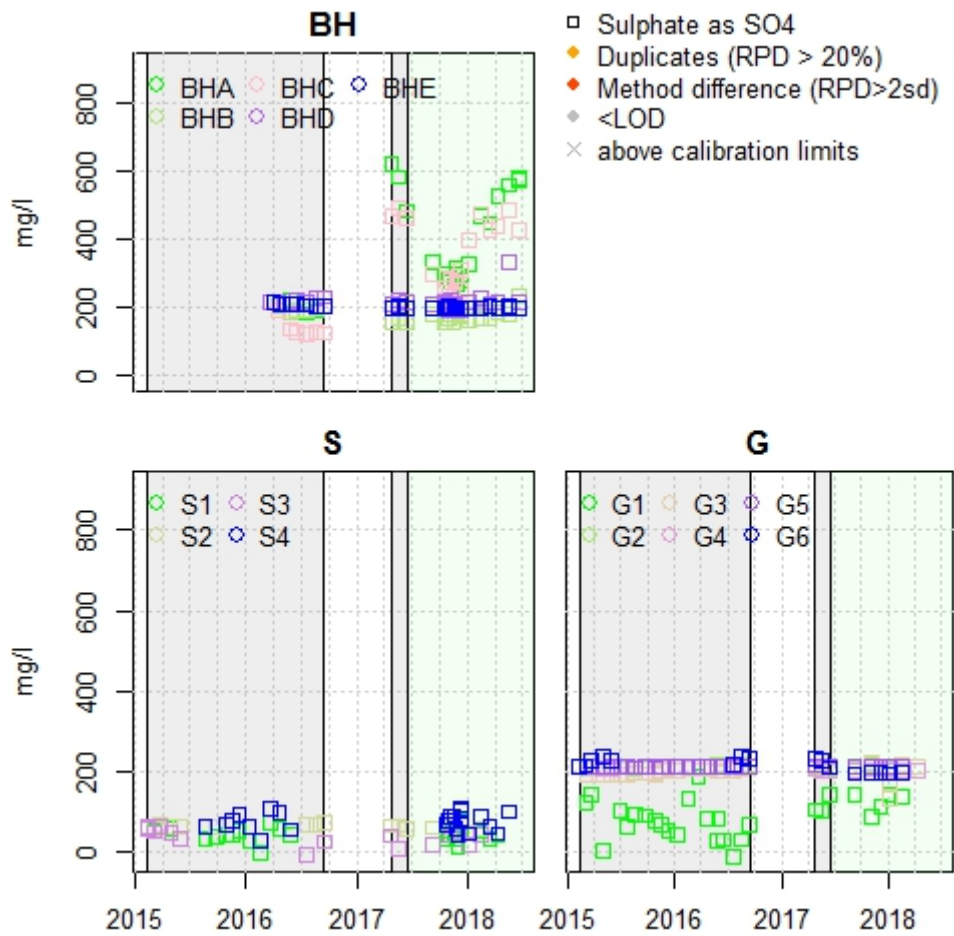 BH
BHA BHC BHE
BHB BHD
Sulphate as SO4
Duplicates (RPD > 20%)
Method difference (RPD>2sd)
<LOD
above calibration limits
mg/l
800
600
400
200
0
S
S1 S3
S2 S4
mg/l
800
600
400
200
0
2015 2016 2017 2018
G
G1 G3 G5
G2 G4 G6
2015 2016 2017 2018